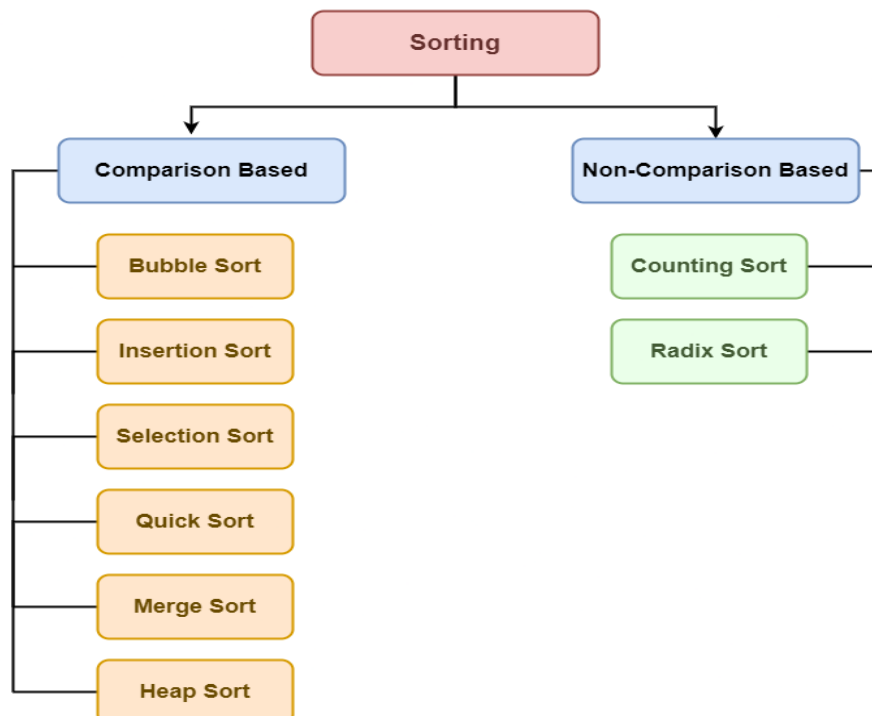 Sorting
Comparison Based
Non-Comparison Based
Bubble Sort
Counting Sort
Insertion Sort
Radix Sort
Selection Sort
Quick Sort
Merge Sort
Heap Sort